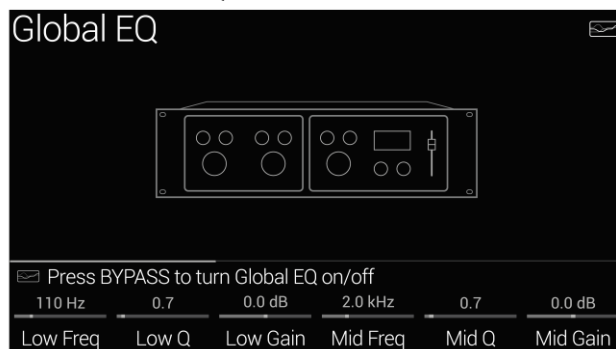 Global EQ
Press BYPASS to turn Global EQ on/off
110 Hz 0.7 0.0 dB 2.0 kHz 0.7 0.0 dB
Low Freq Low Q Low Gain Mid Freq Mid Q Mid Gain